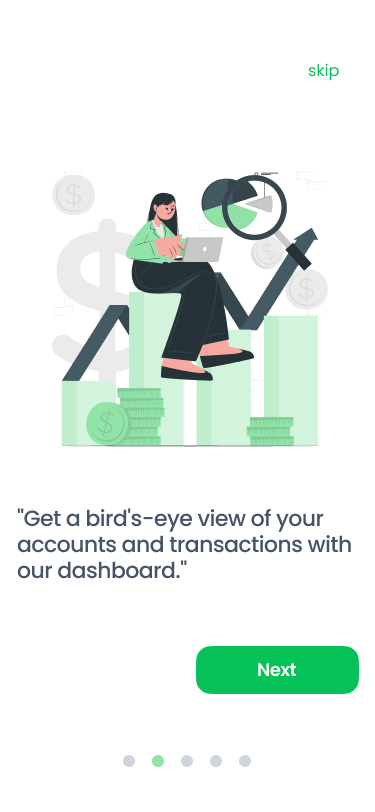 skip
"Get a bird's-eye view of your
accounts and transactions with
our dashboard."
Next